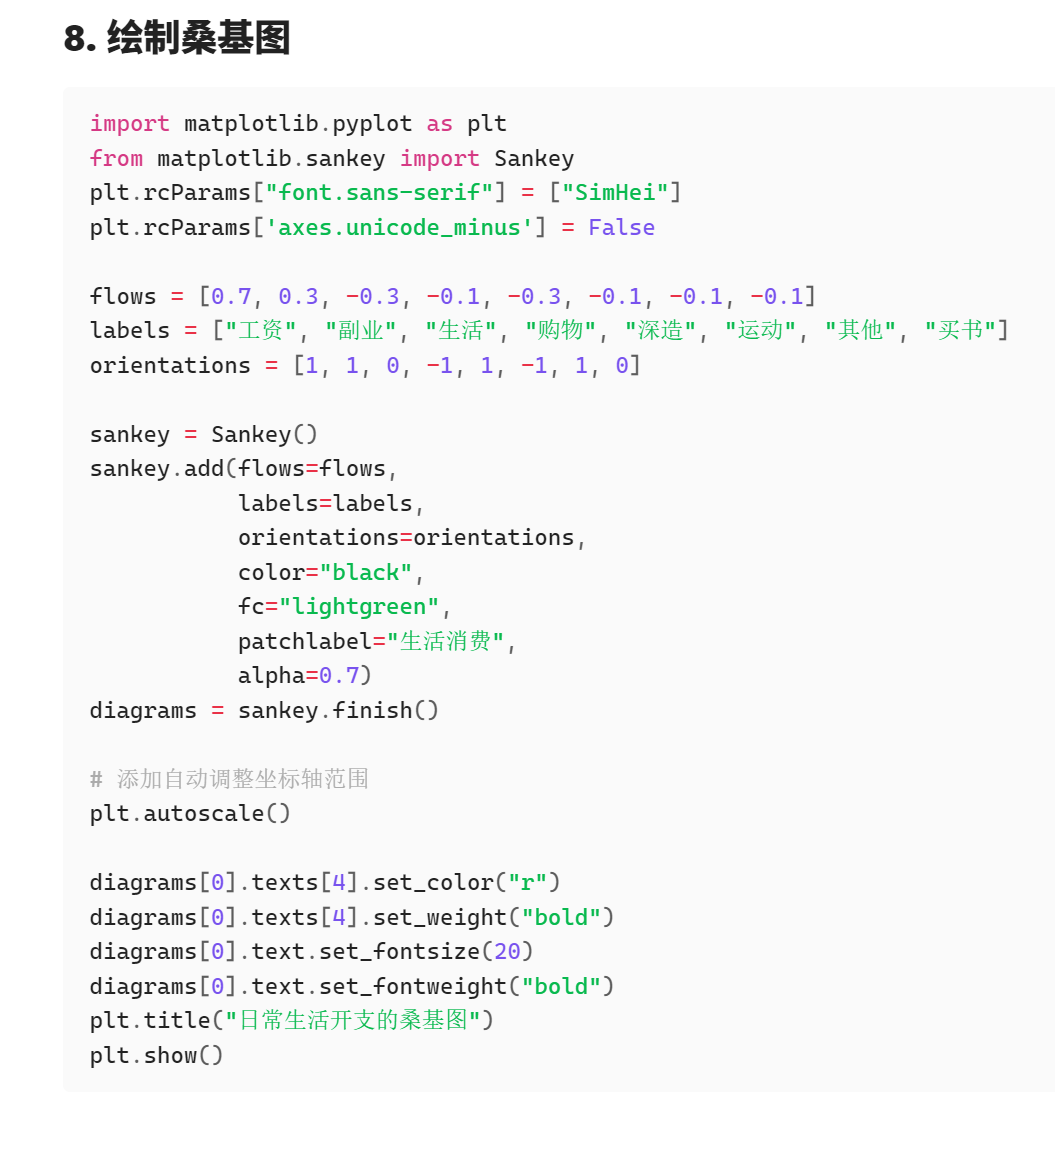 8. 绘制桑基图
import matplotlib.pyplot as plt
from matplotlib.sankey import Sankey
plt.rcParams["font.sans-serif"] = ["SimHei"]
plt.rcParams['axes.unicode_minus'] = False
flows = [0.7, 0.3, -0.3, -0.1, -0.3, -0.1, -0.1, -0.1]
labels = ["工资", "副业", "生活", "购物", "深造", "运动", "其他", "买书"]
orientations = [1, 1, 0, -1, 1, -1, 1, 0]
sankey = Sankey()
sankey.add(flows=flows,
           labels=labels,
           orientations=orientations,
           color="black",
           fc="lightgreen",
           patchlabel="生活消费",
           alpha=0.7)
diagrams = sankey.finish()
# 添加自动调整坐标轴范围
plt.autoscale()
diagrams[0].texts[4].set_color("r")
diagrams[0].texts[4].set_weight("bold")
diagrams[0].text.set_fontsize(20)
diagrams[0].text.set_fontweight("bold")
plt.title("日常生活开支的桑基图")
plt.show()